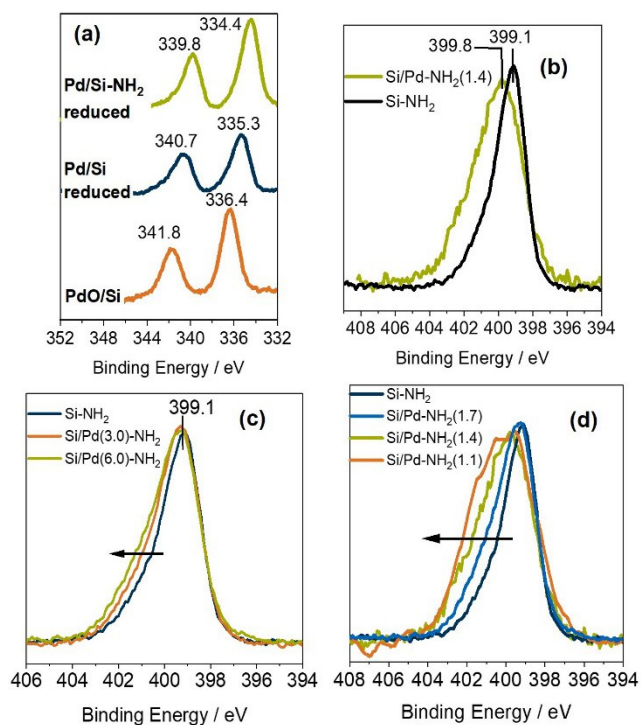 (a)
334.4
339.8
Pd/Si-NH₂
reduced
340.7
335.3
Pd/Si
reduced
336.4
341.8
PdO/Si
352 348 344 340 336 332
Binding Energy / eV
399.1
399.8
(b)
Si/Pd-NH₂(1.4)
Si-NH₂
408 406 404 402 400 398 396 394
Binding Energy / eV
399.1
(c)
Si-NH₂
Si/Pd(3.0)-NH₂
Si/Pd(6.0)-NH₂
406 404 402 400 398 396 394
Binding Energy / eV
(d)
Si-NH₂
Si/Pd-NH₂(1.7)
Si/Pd-NH₂(1.4)
Si/Pd-NH₂(1.1)
408 406 404 402 400 398 396 394
Binding Energy / eV